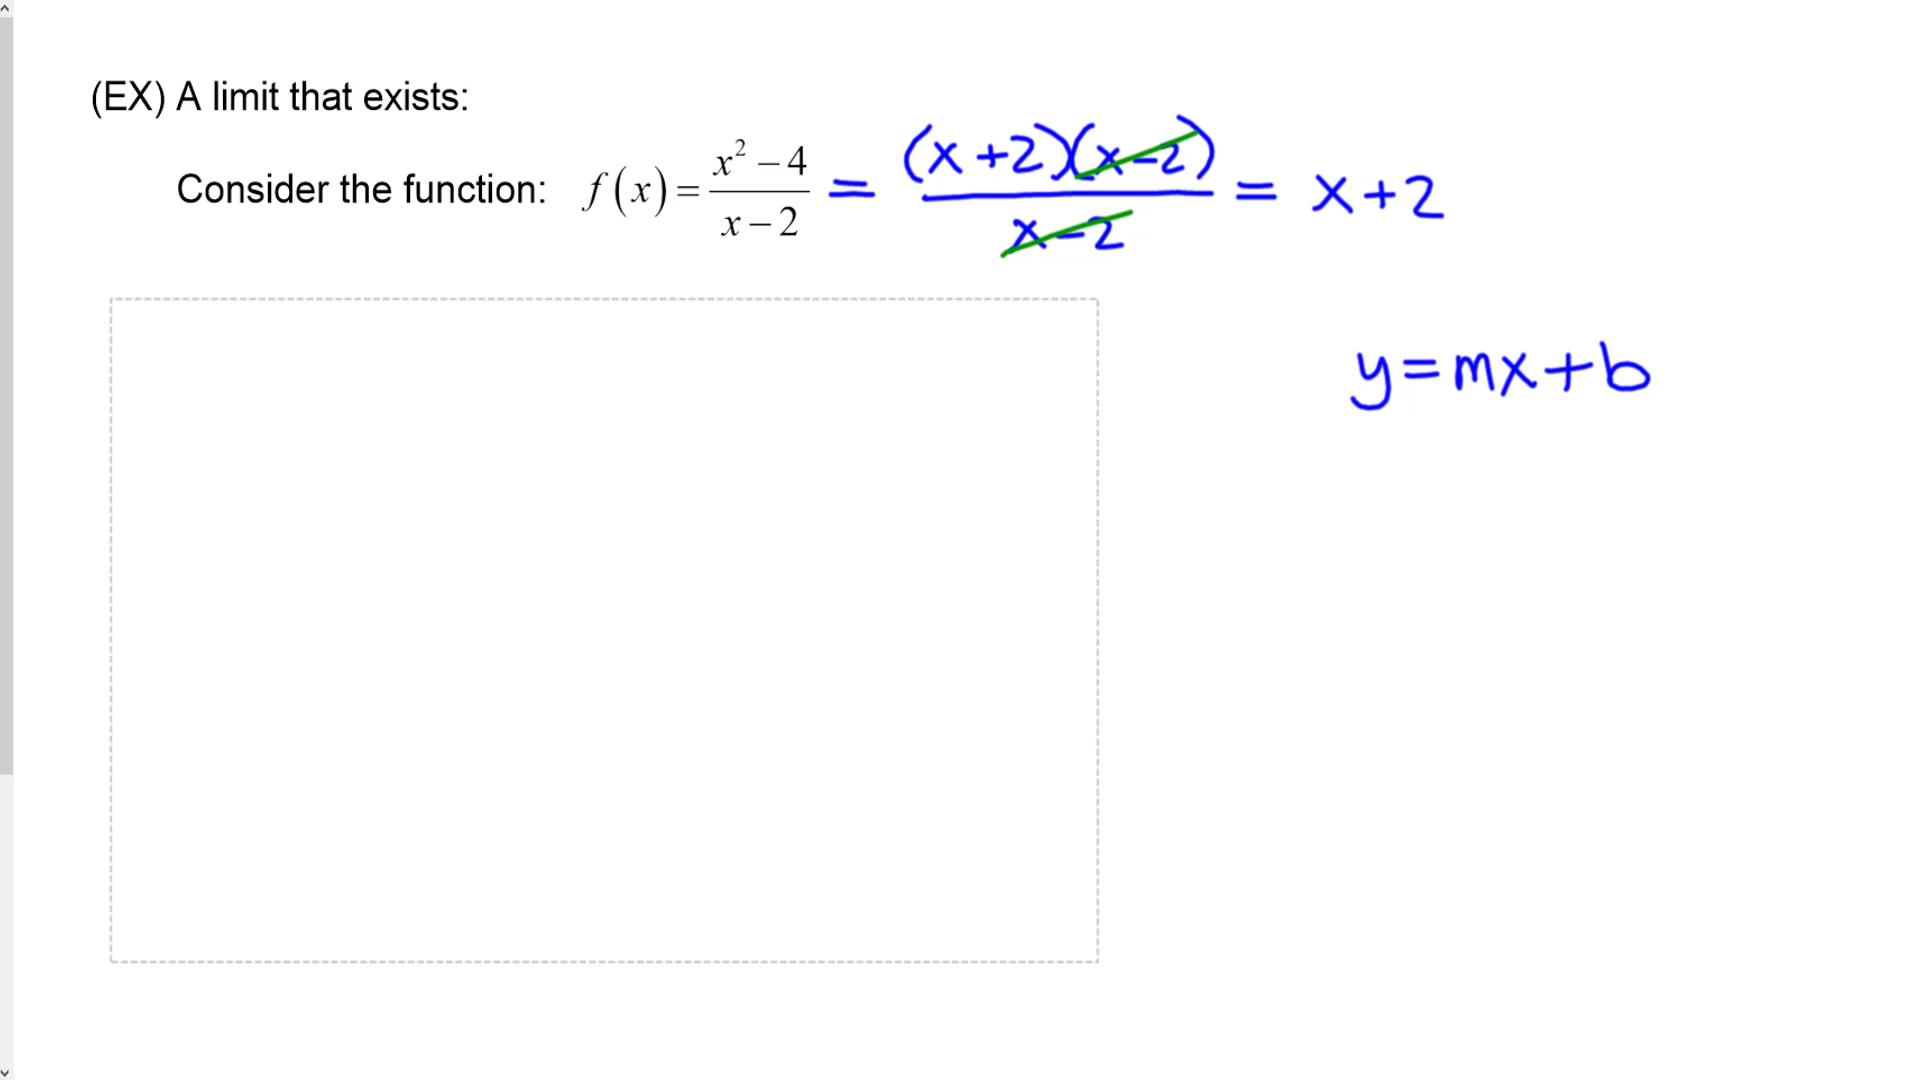 (EX) A limit that exists:
Consider the function: f(x) = (x² − 4)/(x − 2) = (x+2)(x−2)/(x−2) = x+2
y=mx+b